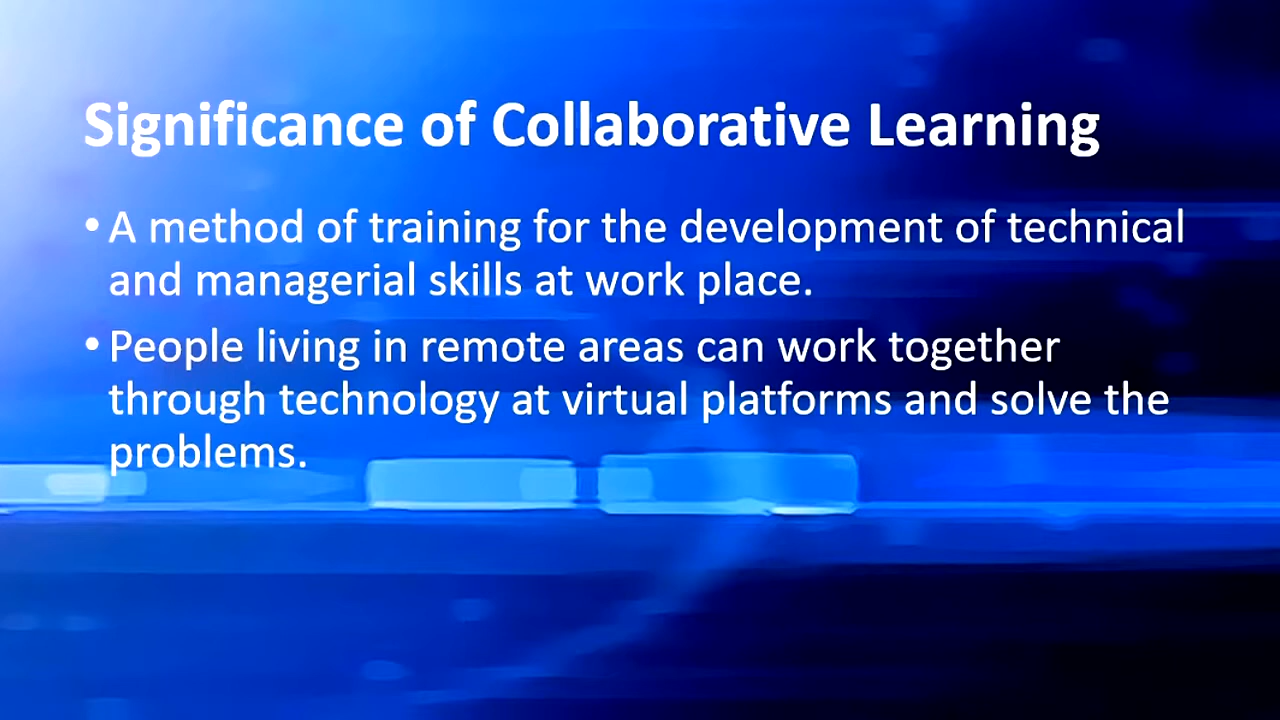 Significance of Collaborative Learning
• A method of training for the development of technical
and managerial skills at work place.
• People living in remote areas can work together
through technology at virtual platforms and solve the
problems.